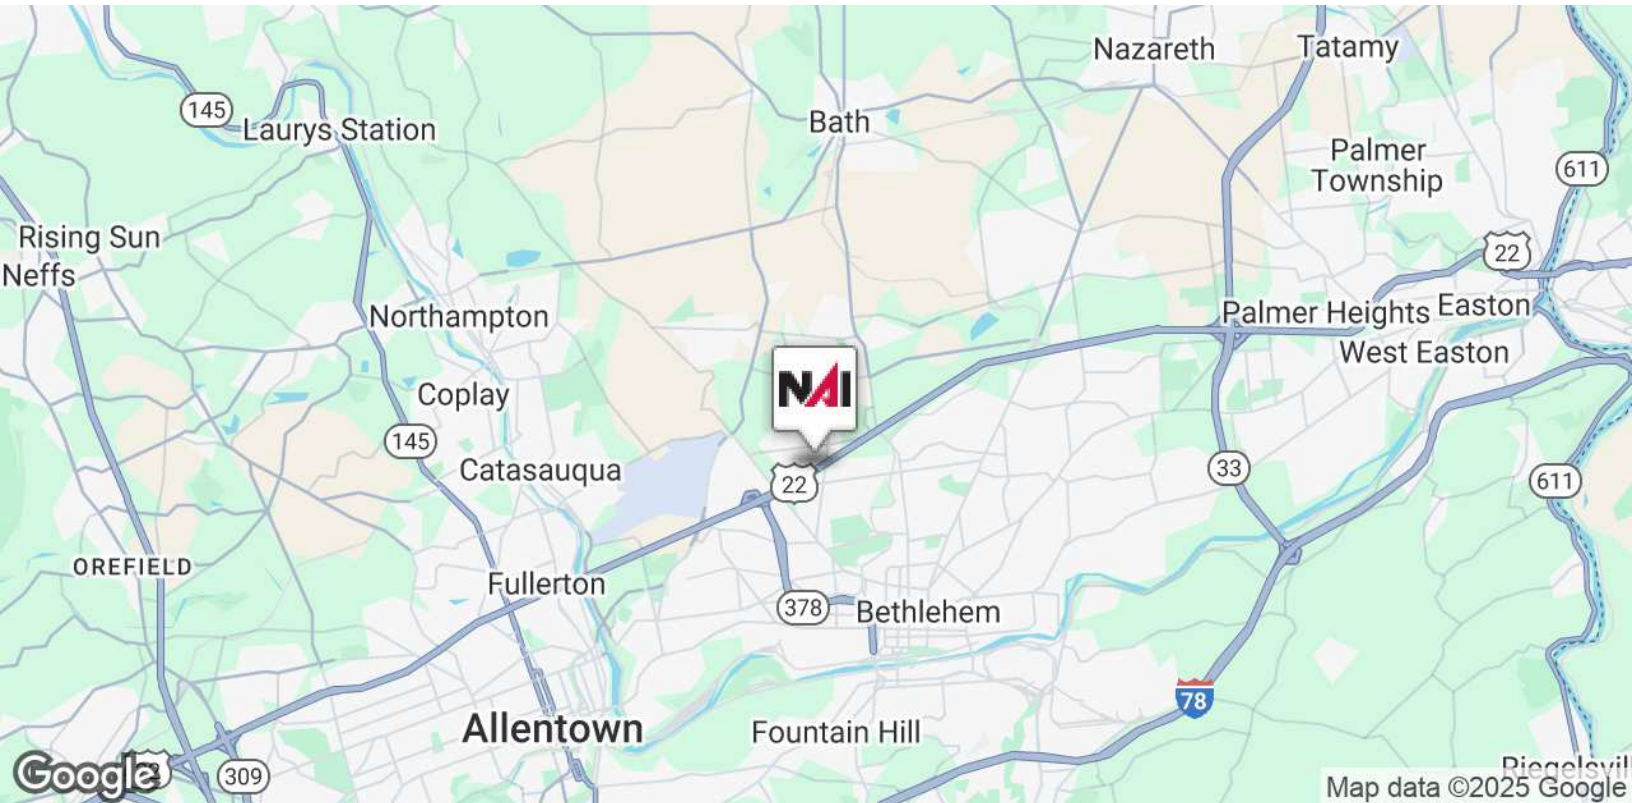 Nazareth
Tatamy
145
Bath
Laurys Station
Palmer
Township
611
Rising Sun
Neffs
22
Northampton
Palmer Heights
Easton
West Easton
NAI
Coplay
145
Catasauqua
22
33
611
OREFIELD
Fullerton
378
Bethlehem
78
Allentown
Fountain Hill
Google
309
Map data ©2025 Google